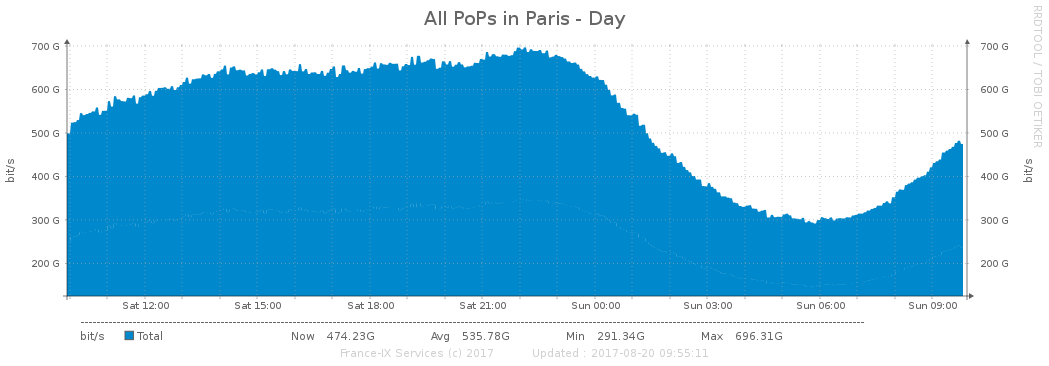 All PoPs in Paris - Day
RRDTOOL / TOBI OETIKER
bit/s
700 G
600 G
500 G
400 G
300 G
200 G
700 G
600 G
500 G
400 G
300 G
200 G
bit/s
Sat 12:00 Sat 15:00 Sat 18:00 Sat 21:00 Sun 00:00 Sun 03:00 Sun 06:00 Sun 09:00
bit/s Total Now 474.23G Avg 535.78G Min 291.34G Max 696.31G
France-IX Services (c) 2017 Updated : 2017-08-20 09:55:11